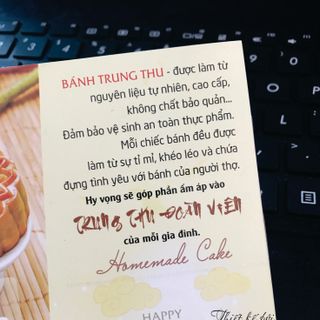 BÁNH TRUNG THU - được làm từ
nguyên liệu tự nhiên, cao cấp,
không chất bảo quản...
Đảm bảo vệ sinh an toàn thực phẩm.
Mỗi chiếc bánh đều được
làm từ sự tỉ mỉ, khéo léo và chứa
đựng tình yêu với bánh của người thợ.
Hy vọng sẽ góp phần ấm áp vào
TRUNG THU ĐOÀN VIÊN
của mỗi gia đình.
Homemade Cake
HAPPY
Thiết kế bởi